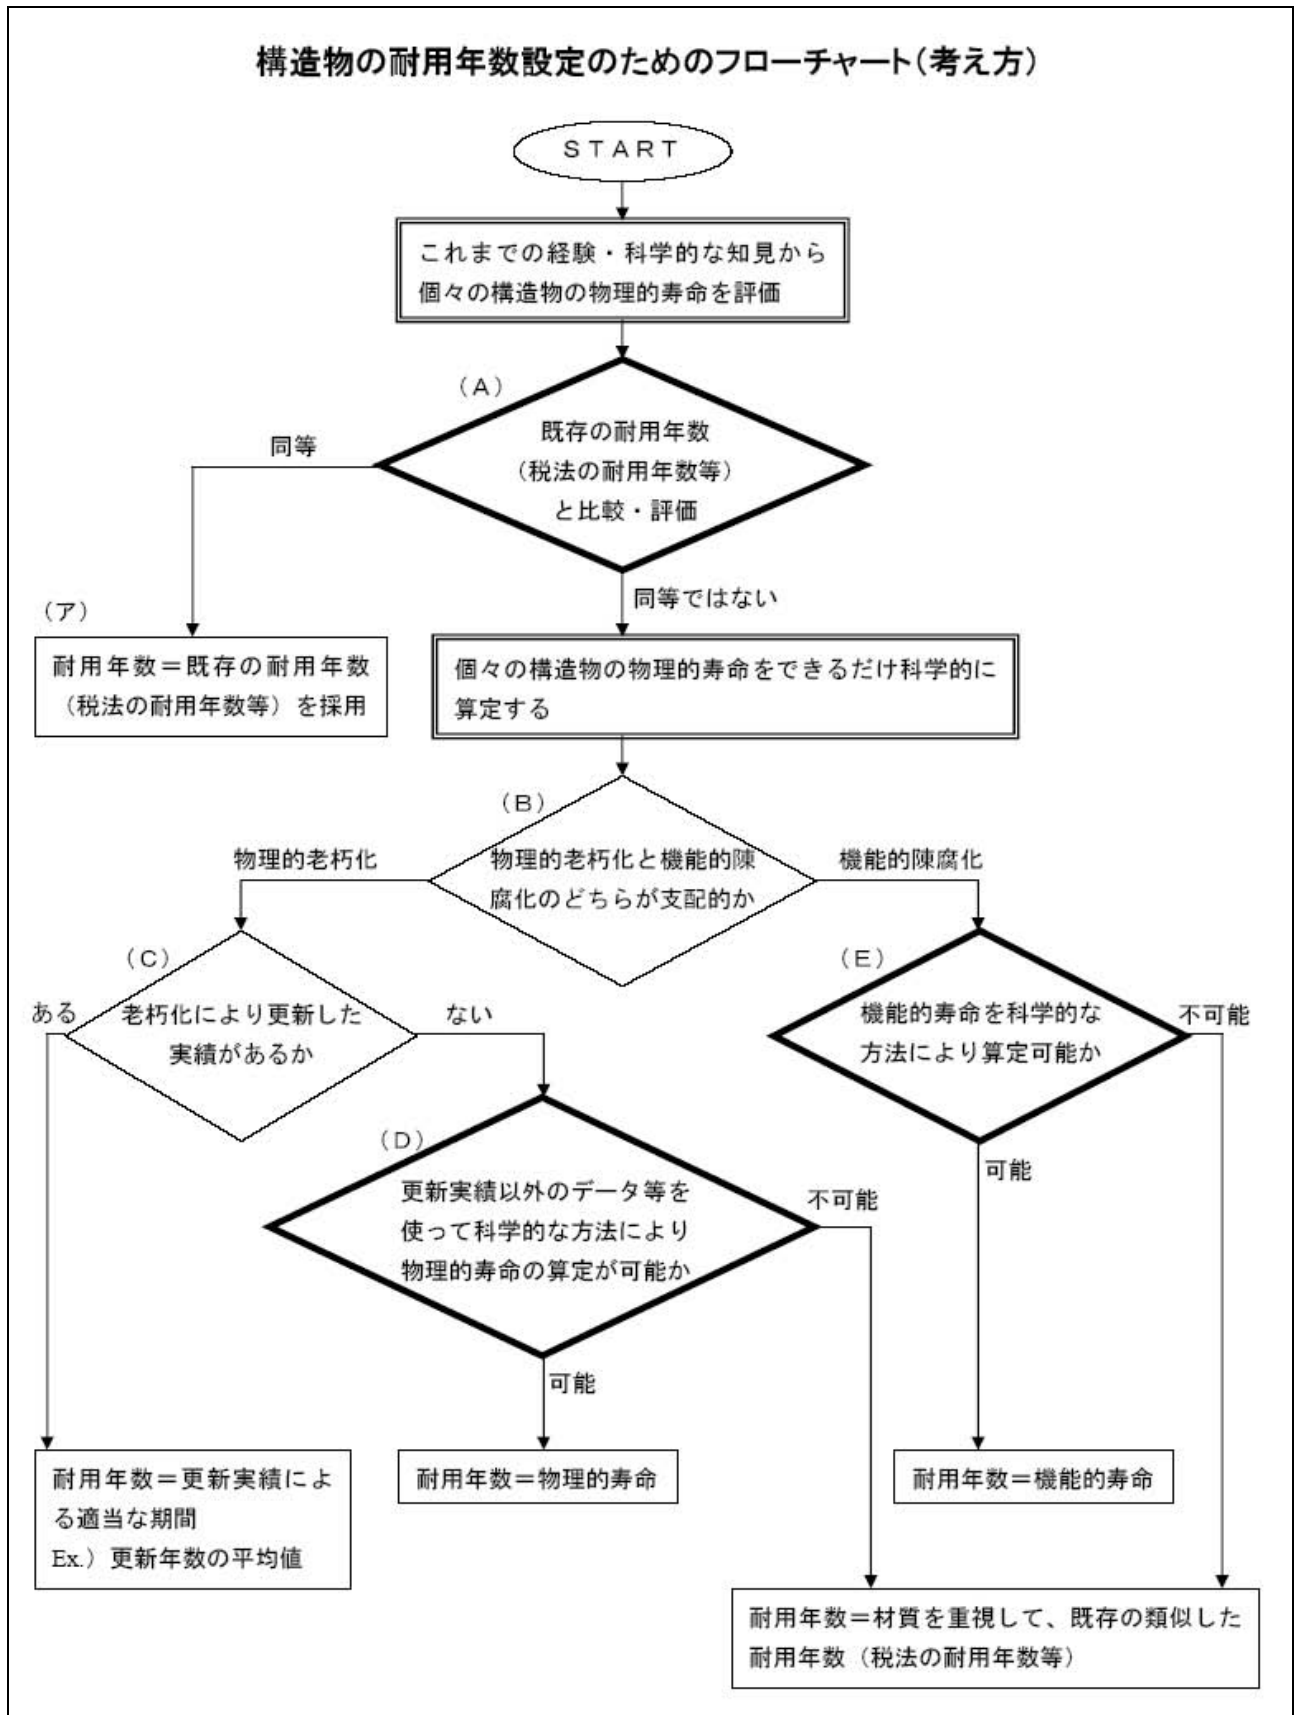 構造物の耐用年数設定のためのフローチャート（考え方）
ＳＴＡＲＴ
これまでの経験・科学的な知見から
個々の構造物の物理的寿命を評価
（Ａ）
既存の耐用年数
（税法の耐用年数等）
と比較・評価
同等
同等ではない
（ア）
耐用年数＝既存の耐用年数
（税法の耐用年数等）を採用
個々の構造物の物理的寿命をできるだけ科学的に
算定する
（Ｂ）
物理的老朽化と機能的陳
腐化のどちらが支配的か
物理的老朽化
機能的陳腐化
（Ｃ）
老朽化により更新した
実績があるか
ある
ない
（Ｅ）
機能的寿命を科学的な
方法により算定可能か
不可能
可能
（Ｄ）
更新実績以外のデータ等を
使って科学的な方法により
物理的寿命の算定が可能か
不可能
可能
耐用年数＝更新実績によ
る適当な期間
Ex.）更新年数の平均値
耐用年数＝物理的寿命
耐用年数＝機能的寿命
耐用年数＝材質を重視して、既存の類似した
耐用年数（税法の耐用年数等）